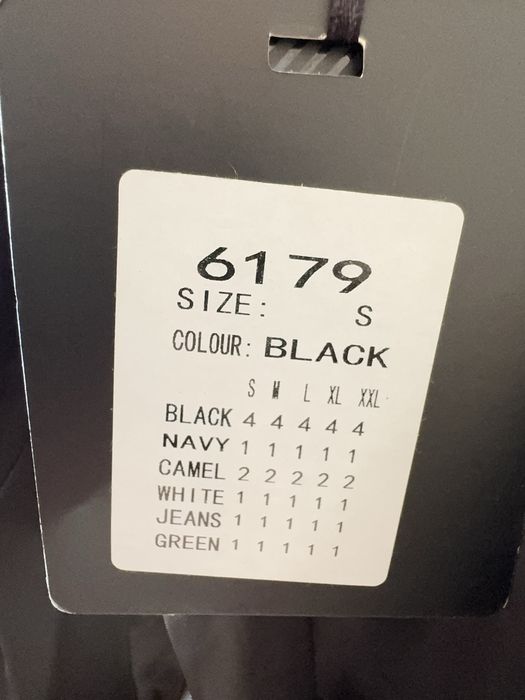 6179
SIZE: S
COLOUR: BLACK
S M L XL XXL
BLACK 4 4 4 4 4
NAVY 1 1 1 1 1
CAMEL 2 2 2 2 2
WHITE 1 1 1 1 1
JEANS 1 1 1 1 1
GREEN 1 1 1 1 1